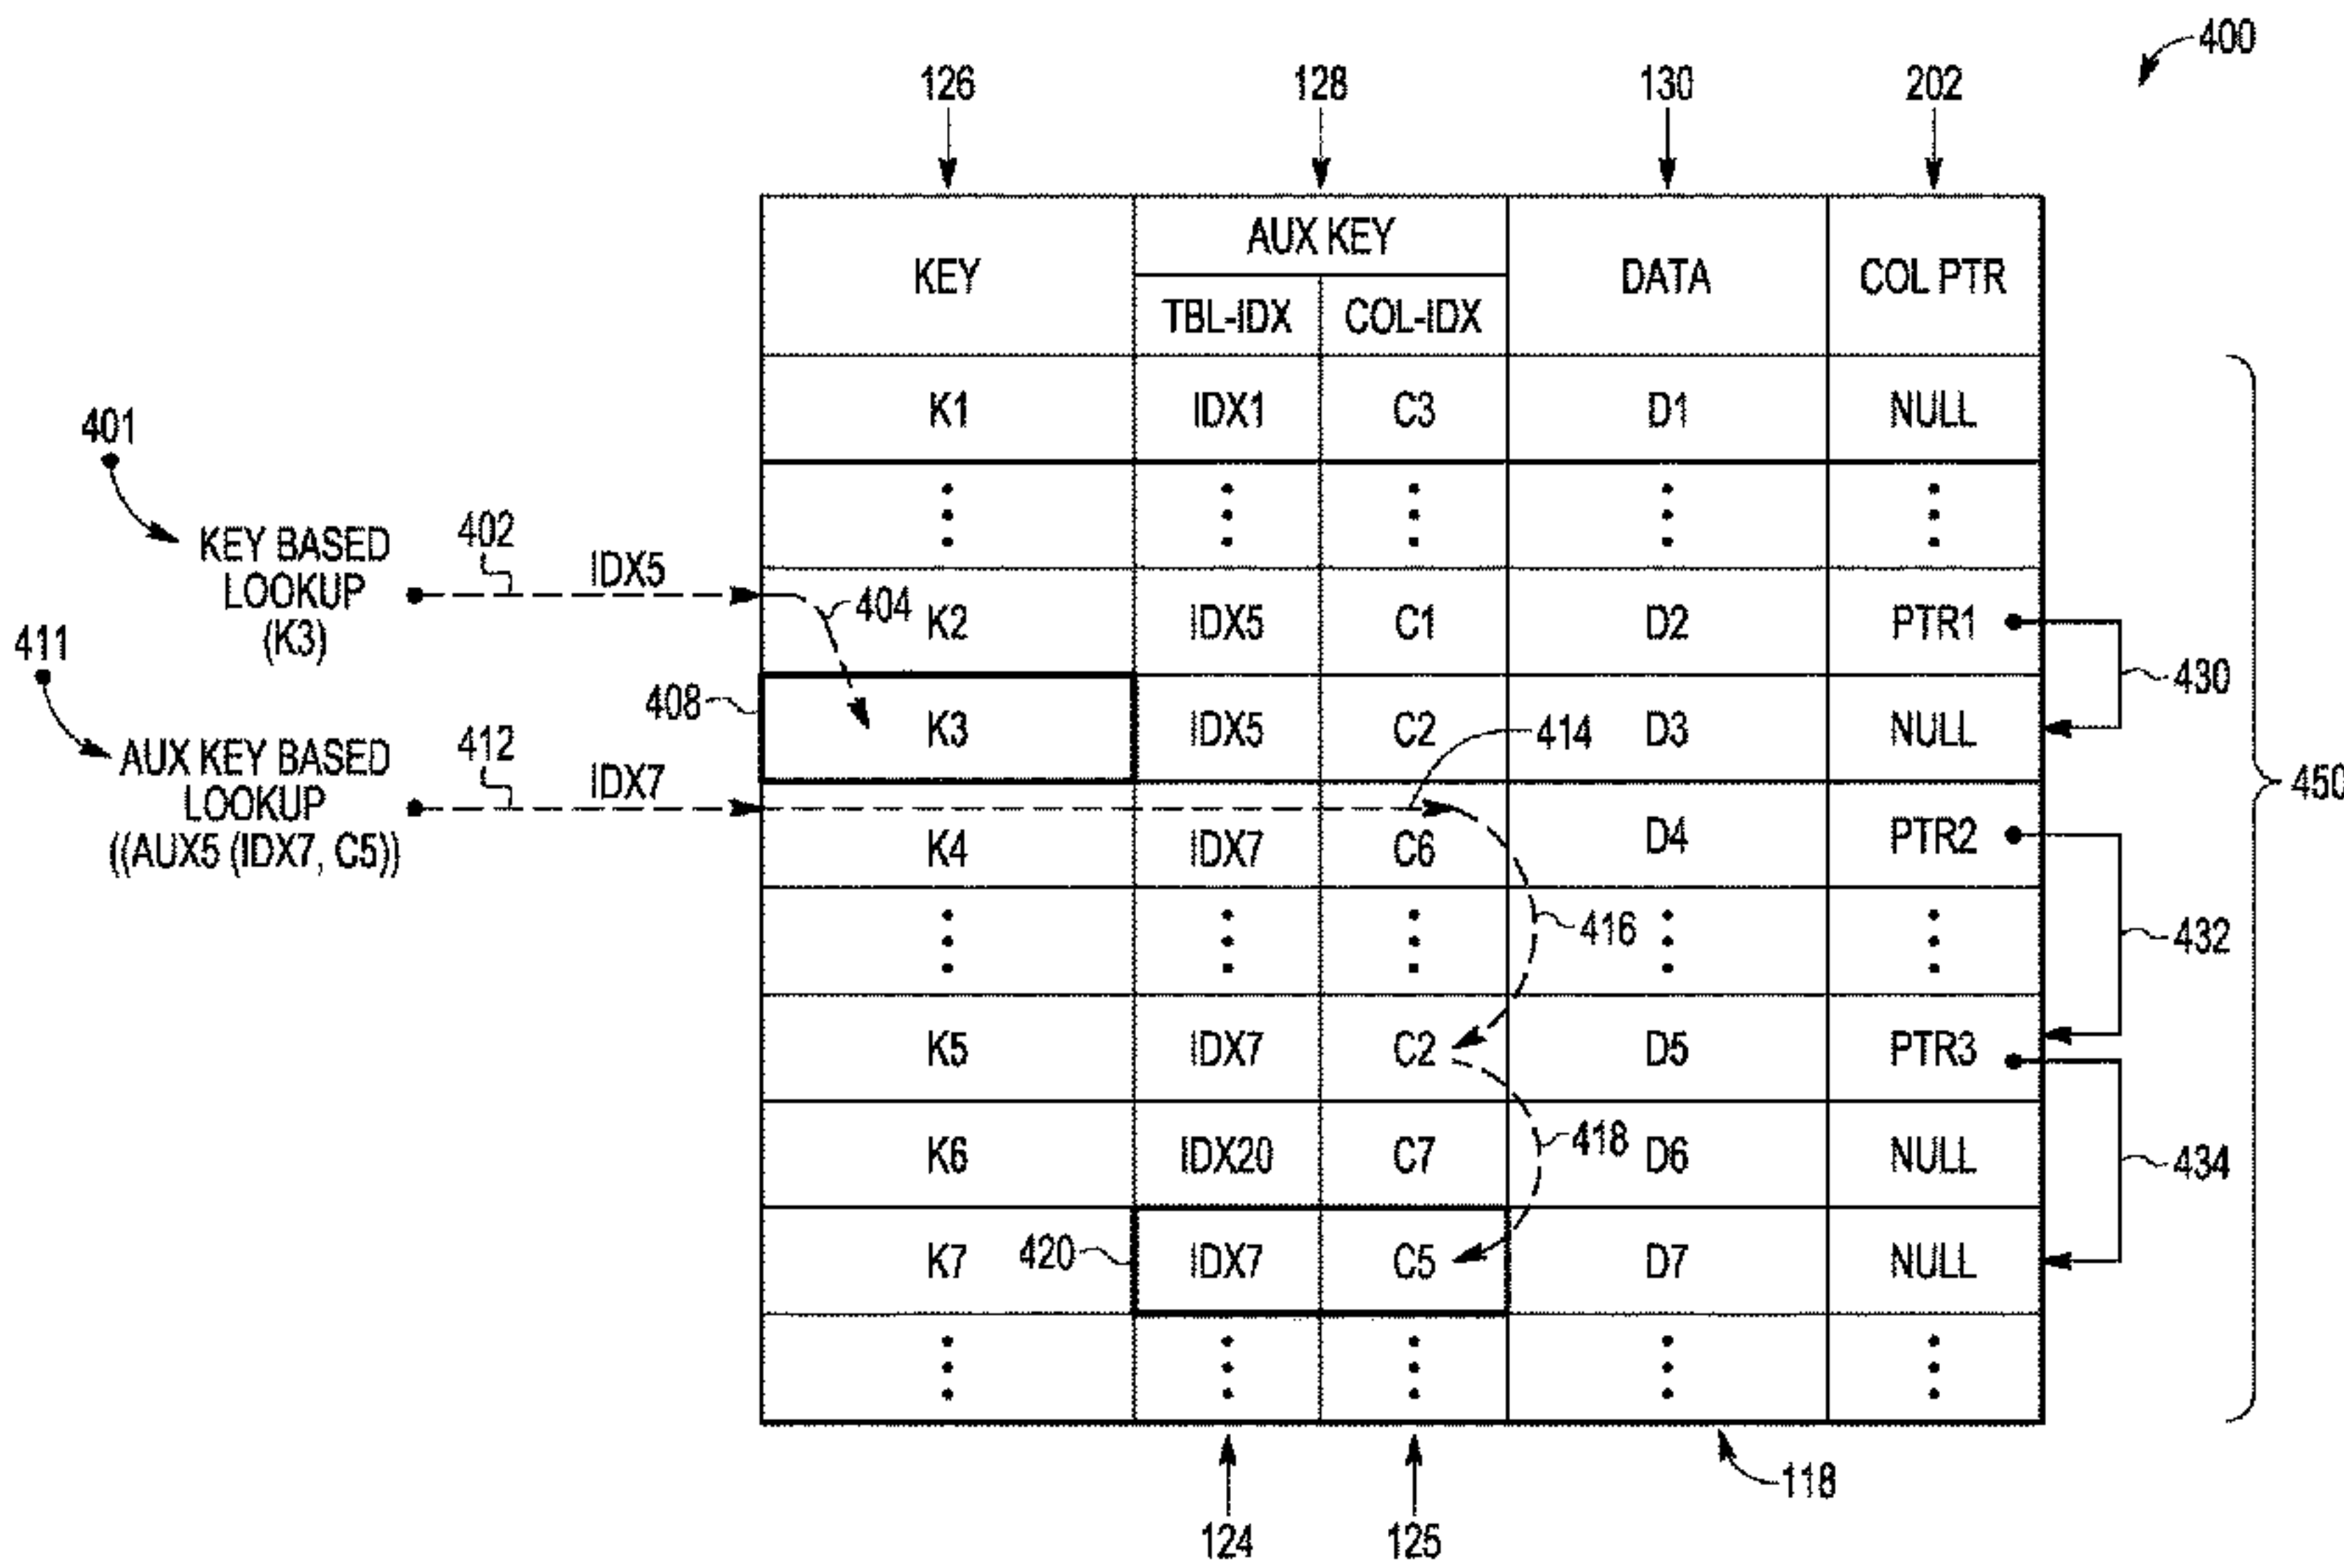 400
126
128
130
202
KEY
AUX KEY
DATA
COL PTR
TBL-IDX
COL-IDX
K1 IDX1 C3 D1 NULL
401
KEY BASED
LOOKUP
(K3)
402
IDX5
404
K2 IDX5 C1 D2 PTR1
430
411
AUX KEY BASED
LOOKUP
((AUX5 (IDX7, C5))
408
K3 IDX5 C2 D3 NULL
414
412
IDX7
450
K4 IDX7 C6 D4 PTR2
416
432
K5 IDX7 C2 D5 PTR3
K6 IDX20 C7 D6 NULL
418
434
420
K7 IDX7 C5 D7 NULL
118
124
125